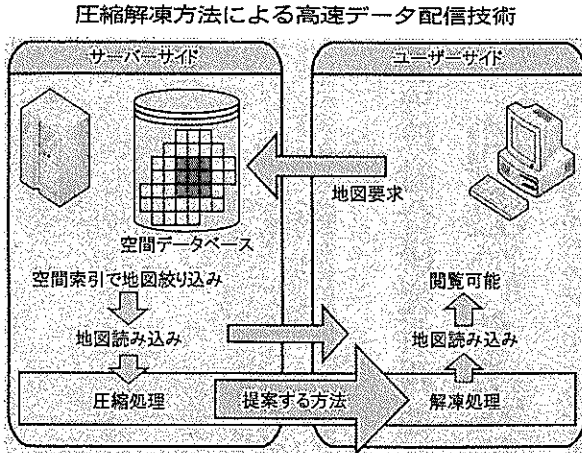 圧縮解凍方法による高速データ配信技術
サーバーサイド
ユーザーサイド
地図要求
空間データベース
空間索引で地図絞り込み
閲覧可能
地図読み込み
地図読み込み
圧縮処理
提案する方法
解凍処理